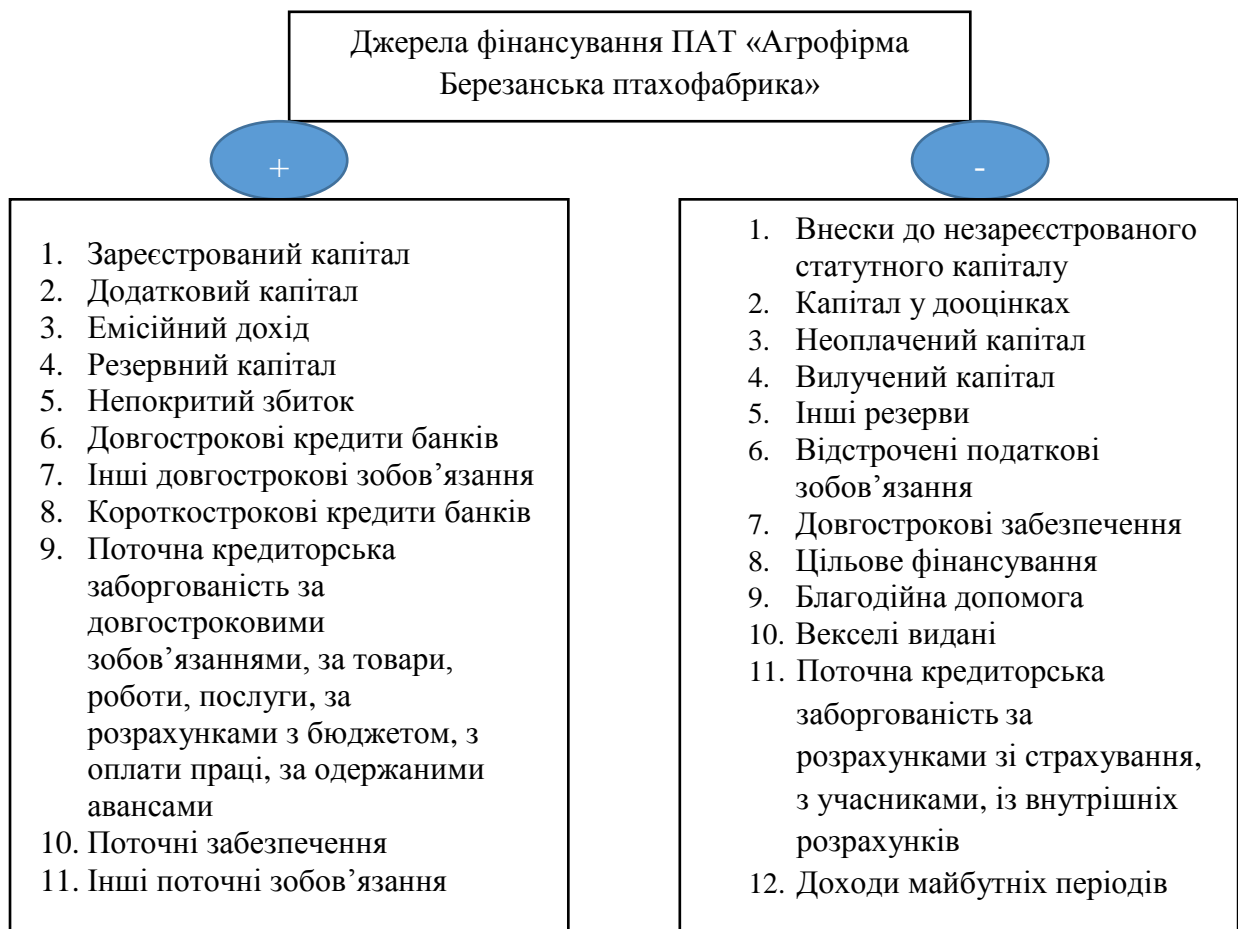 Джерела фінансування ПАТ «Агрофірма
Березанська птахофабрика»
+
-
1. Зареєстрований капітал
2. Додатковий капітал
3. Емісійний дохід
4. Резервний капітал
5. Непокритий збиток
6. Довгострокові кредити банків
7. Інші довгострокові зобов’язання
8. Короткострокові кредити банків
9. Поточна кредиторська
заборгованість за
довгостроковими
зобов’язаннями, за товари,
роботи, послуги, за
розрахунками з бюджетом, з
оплати праці, за одержаними
авансами
10. Поточні забезпечення
11. Інші поточні зобов’язання
1. Внески до незареєстрованого
статутного капіталу
2. Капітал у дооцінках
3. Неоплачений капітал
4. Вилучений капітал
5. Інші резерви
6. Відстрочені податкові
зобов’язання
7. Довгострокові забезпечення
8. Цільове фінансування
9. Благодійна допомога
10. Векселі видані
11. Поточна кредиторська
заборгованість за
розрахунками зі страхування,
з учасниками, із внутрішніх
розрахунків
12. Доходи майбутніх періодів